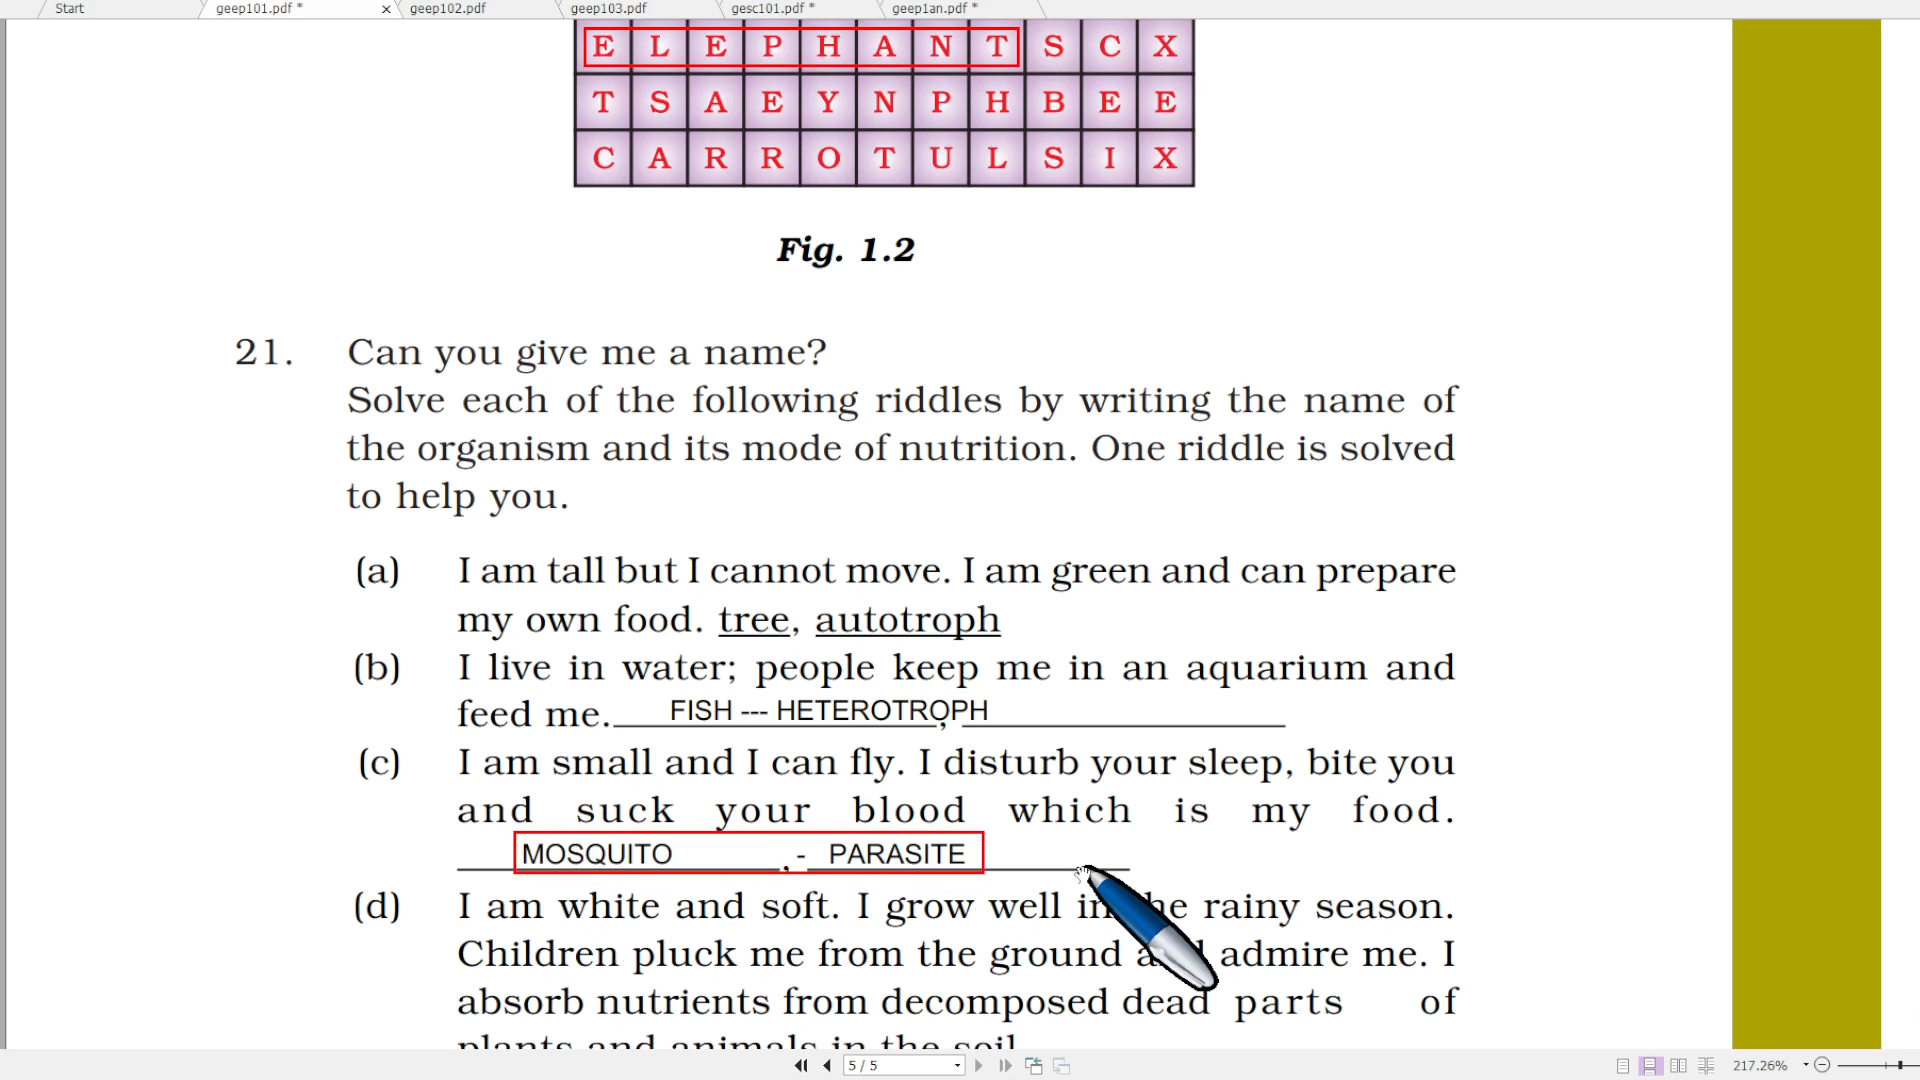 Start geep101.pdf * x geep102.pdf geep103.pdf gesc101.pdf * geep1an.pdf *
E L E P H A N T S C X
T S A E Y N P H B E E
C A R R O T U L S I X
Fig. 1.2
21. Can you give me a name?
Solve each of the following riddles by writing the name of
the organism and its mode of nutrition. One riddle is solved
to help you.
(a) I am tall but I cannot move. I am green and can prepare
my own food. tree, autotroph
(b) I live in water; people keep me in an aquarium and
feed me. FISH --- HETEROTROPH ,
(c) I am small and I can fly. I disturb your sleep, bite you
and suck your blood which is my food.
MOSQUITO , - PARASITE
(d) I am white and soft. I grow well in the rainy season.
Children pluck me from the ground and admire me. I
absorb nutrients from decomposed dead parts of
plants and animals in the soil
5 / 5 217.26%